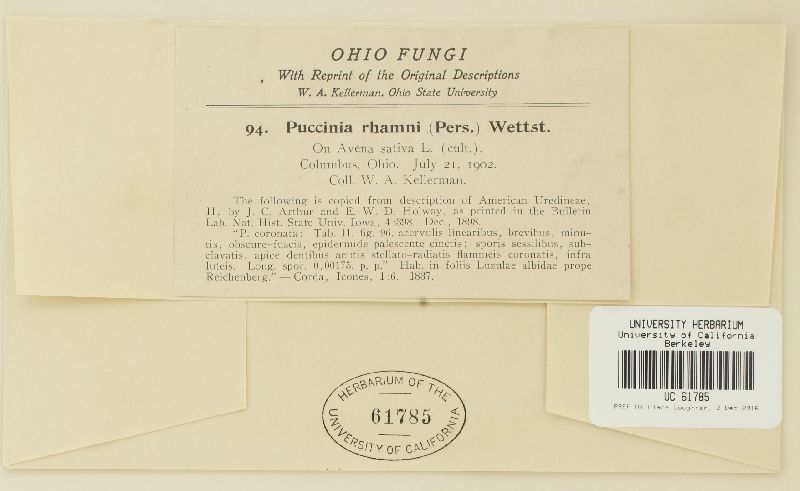 OHIO FUNGI
With Reprint of the Original Descriptions
W. A. Kellerman, Ohio State University
94. Puccinia rhamni (Pers.) Wettst.
On Avena sativa L. (cult.).
Columbus, Ohio. July 21, 1902.
Coll. W. A. Kellerman.
The following is copied from description of American Uredineae,
II, by J. C. Arthur and E. W. D. Holway, as printed in the Bulletin
Lab. Nat. Hist. State Univ. Iowa, 4:398. Dec., 1898.
"P. coronata: Tab. II. fig. 96, acervulis linearibus, brevibus, minu-
tis, obscure-fuscis, epidermide palescente cinctis; sporis sessilibus, sub-
clavatis, apice dentibus acutis stellato-radiatis flammeis coronatis, infra
luteis. Long. spor. 0,00175. p. p." Hab. in foliis Luzulae albidae prope
Reichenberg."—Corda, Icones, 1:6. 1837.
UNIVERSITY HERBARIUM
University of California
Berkeley
UC 61785
2 Dec 2016
HERBARIUM OF THE
61785
UNIVERSITY OF CALIFORNIA